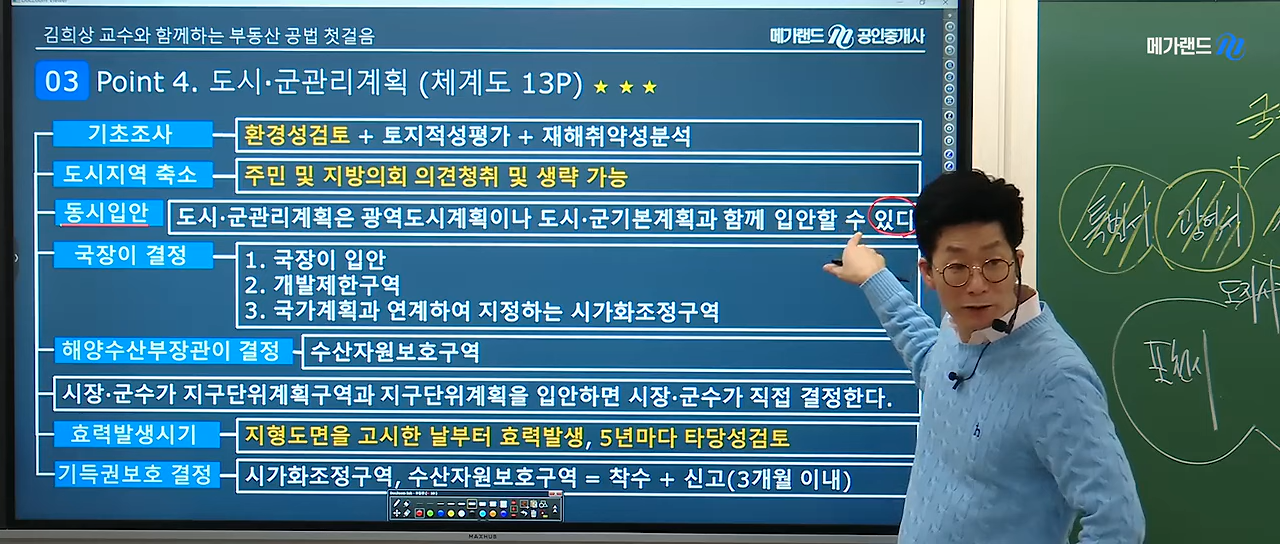 김희상 교수와 함께하는 부동산 공법 첫걸음
메가랜드 공인중개사
메가랜드
03 Point 4. 도시·군관리계획 (체계도 13P) ★ ★ ★
기초조사 환경성검토 + 토지적성평가 + 재해취약성분석
도시지역 축소 주민 및 지방의회 의견청취 및 생략 가능
동시입안 도시·군관리계획은 광역도시계획이나 도시·군기본계획과 함께 입안할 수 있다
국장이 결정
1. 국장이 입안
2. 개발제한구역
3. 국가계획과 연계하여 지정하는 시가화조정구역
해양수산부장관이 결정 수산자원보호구역
시장·군수가 지구단위계획구역과 지구단위계획을 입안하면 시장·군수가 직접 결정한다.
효력발생시기 지형도면을 고시한 날부터 효력발생, 5년마다 타당성검토
기득권보호 결정 시가화조정구역, 수산자원보호구역 = 착수 + 신고(3개월 이내)
MAXHUB
특별시 광역시
도지사
포천시